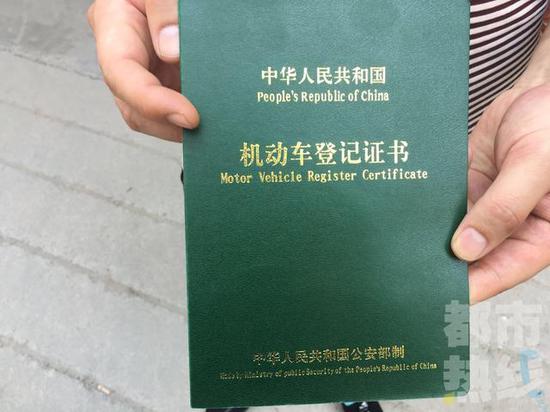 中华人民共和国
People's Republic of China
机动车登记证书
Motor Vehicle Register Certificate
中华人民共和国公安部制
Made by Ministry of public Security of the People's Republic of China
都市
热线